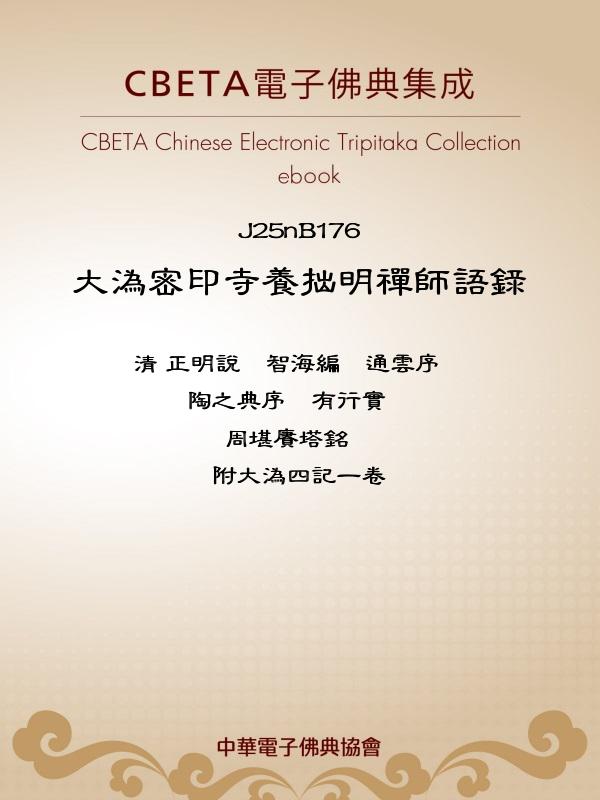 CBETA電子佛典集成
CBETA Chinese Electronic Tripitaka Collection
ebook
J25nB176
大溈密印寺養拙明禪師語錄
清 正明說　智海編　通雲序
陶之典序　有行實
周堪賡塔銘
附大溈四記一卷
中華電子佛典協會